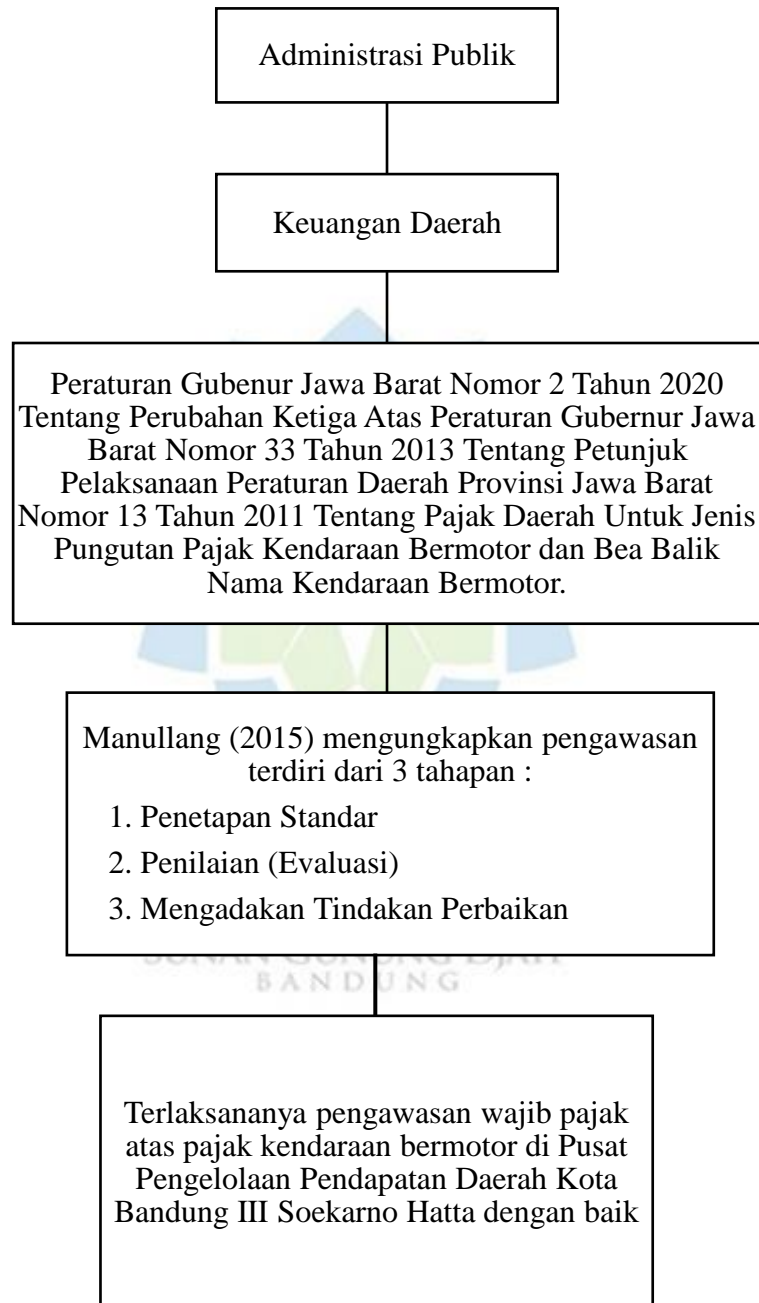 Administrasi Publik
Keuangan Daerah
Peraturan Gubenur Jawa Barat Nomor 2 Tahun 2020
Tentang Perubahan Ketiga Atas Peraturan Gubernur Jawa
Barat Nomor 33 Tahun 2013 Tentang Petunjuk
Pelaksanaan Peraturan Daerah Provinsi Jawa Barat
Nomor 13 Tahun 2011 Tentang Pajak Daerah Untuk Jenis
Pungutan Pajak Kendaraan Bermotor dan Bea Balik
Nama Kendaraan Bermotor.
Manullang (2015) mengungkapkan pengawasan
terdiri dari 3 tahapan :
1. Penetapan Standar
2. Penilaian (Evaluasi)
3. Mengadakan Tindakan Perbaikan
SUNAN GUNUNG DJATI
BANDUNG
Terlaksananya pengawasan wajib pajak
atas pajak kendaraan bermotor di Pusat
Pengelolaan Pendapatan Daerah Kota
Bandung III Soekarno Hatta dengan baik